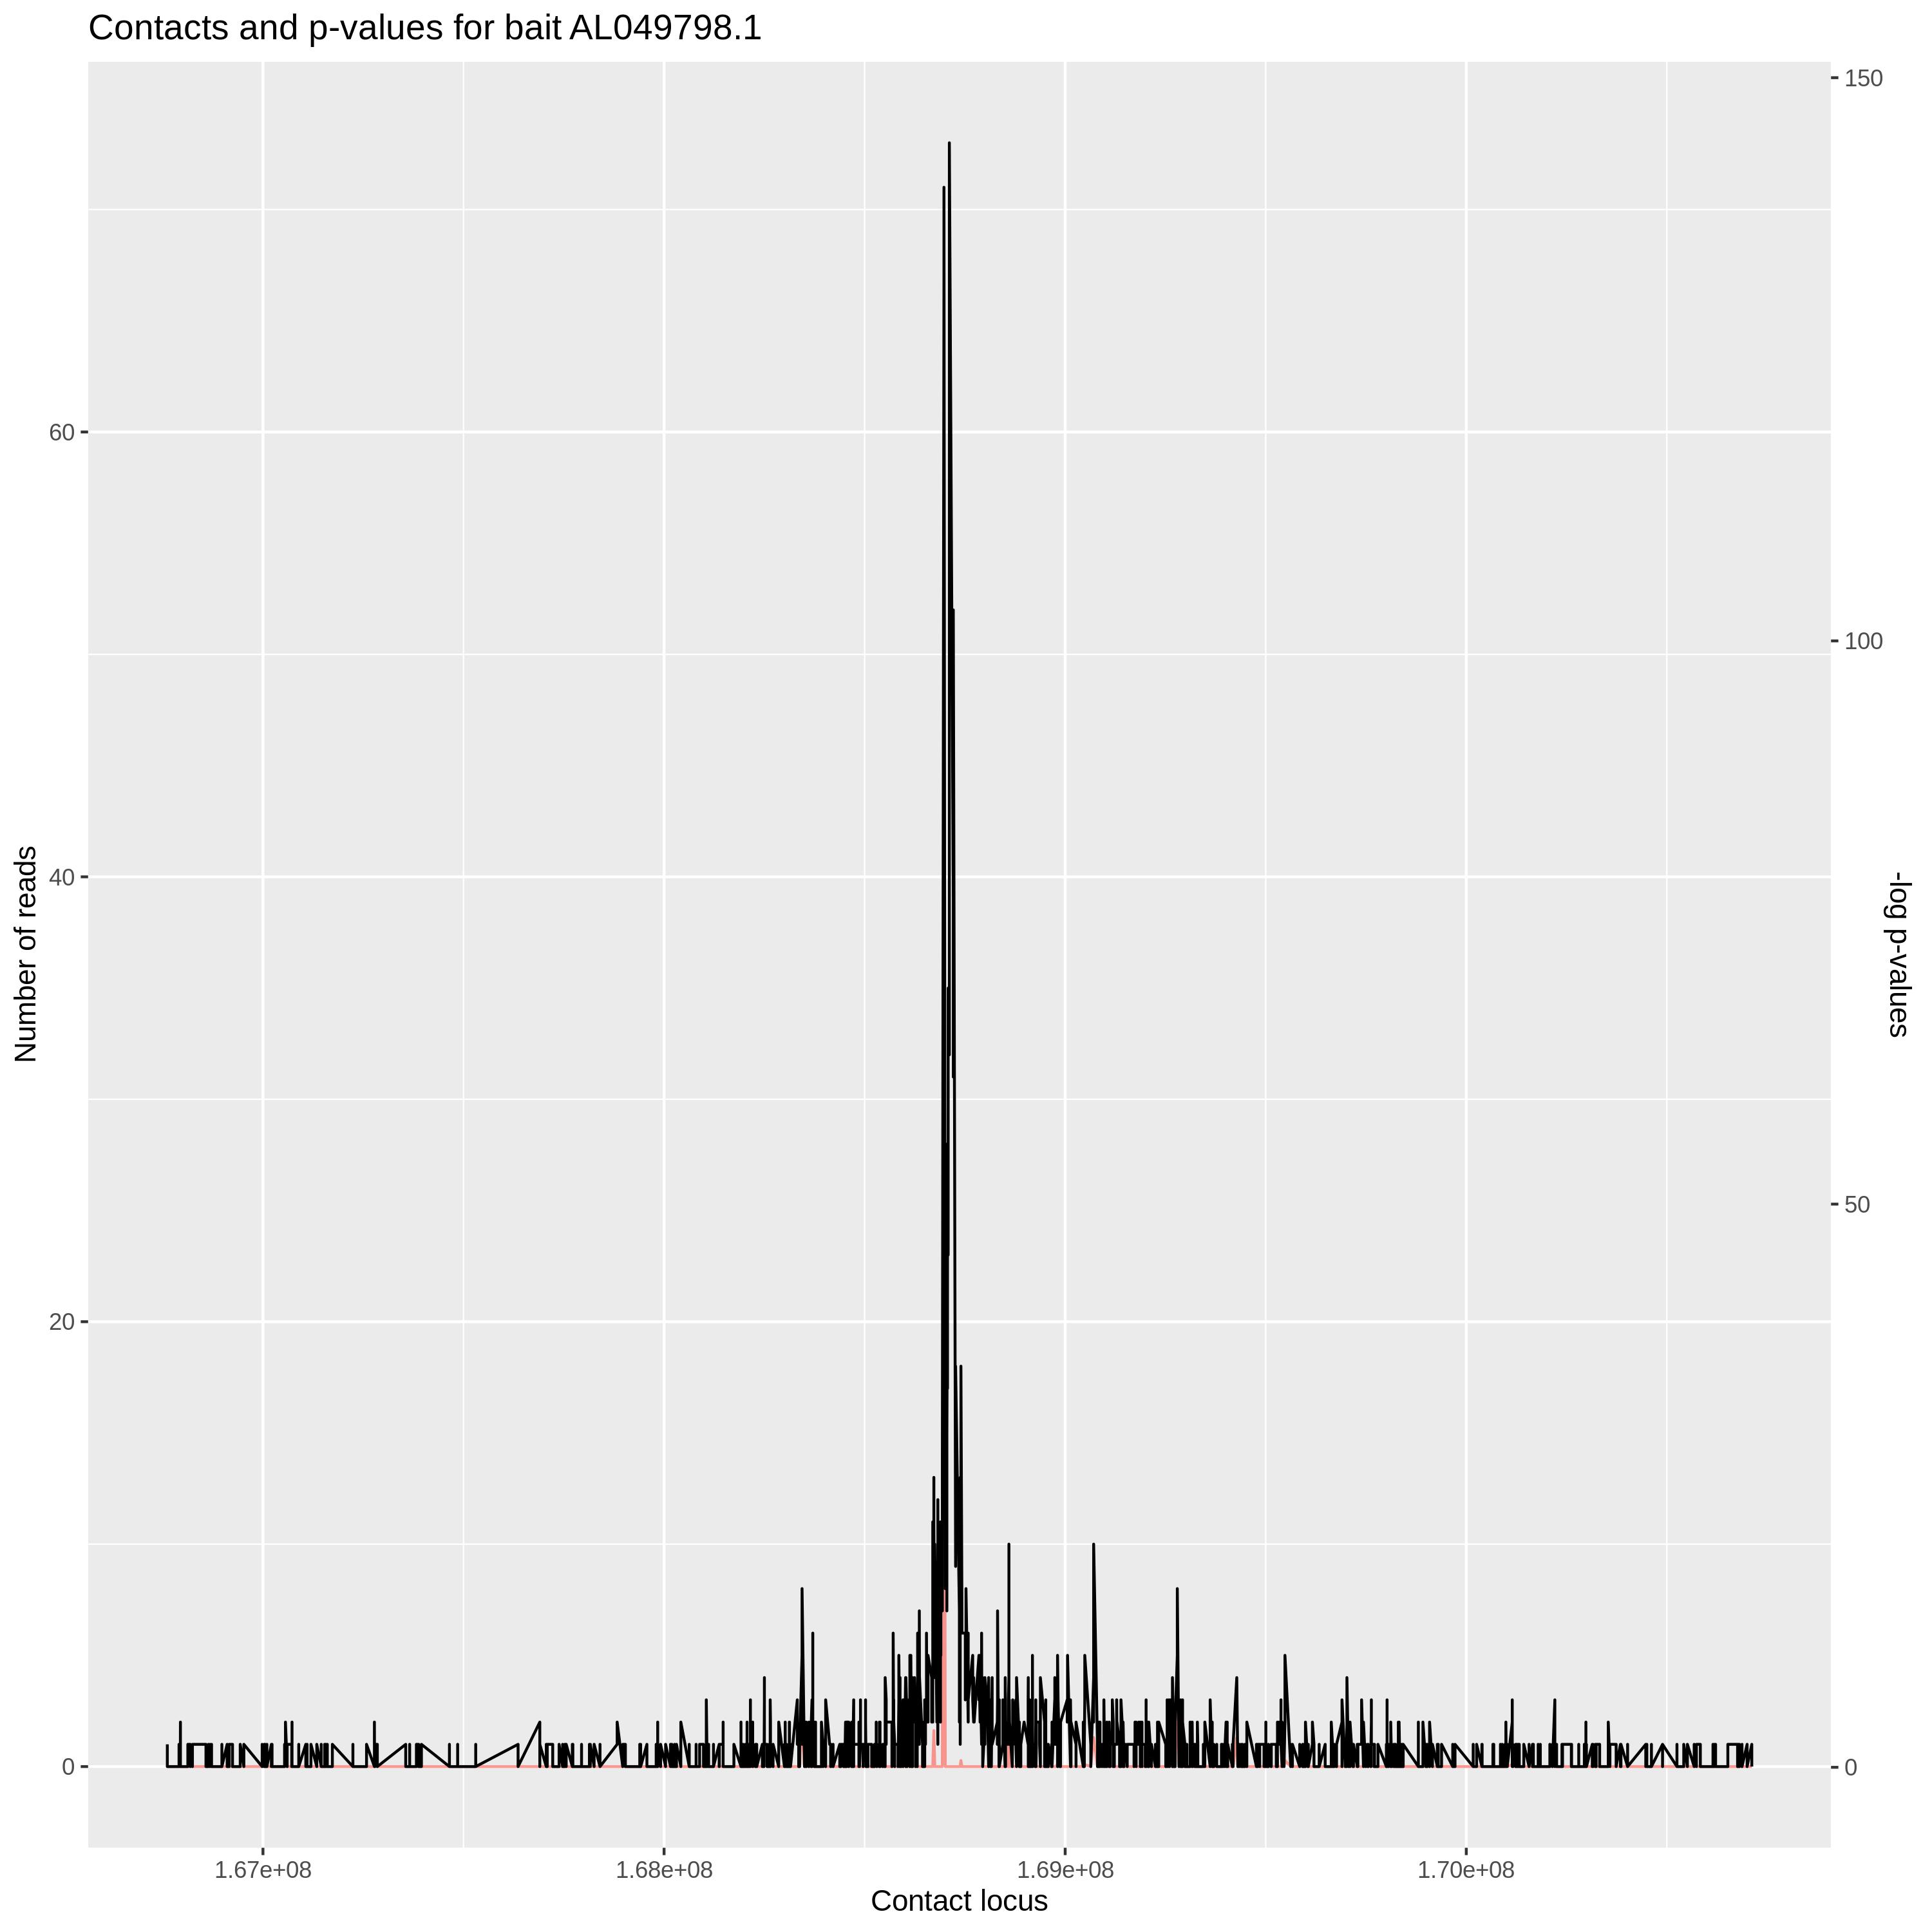 Contacts and p-values for bait AL049798.1
150
60
100
40
Number of reads
-log p-values
50
20
0
0
1.67e+08 1.68e+08 1.69e+08 1.70e+08
Contact locus